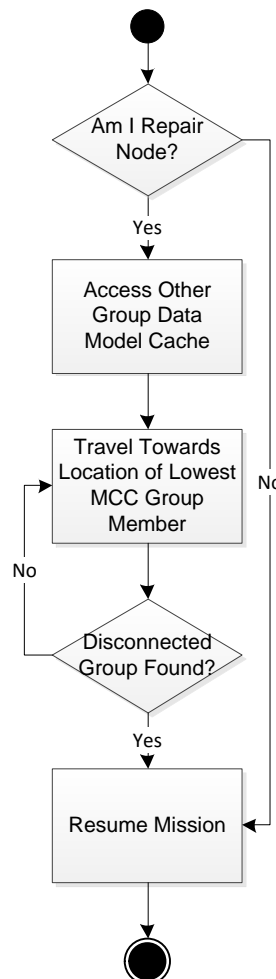 Am I Repair
Node?
Yes
Access Other
Group Data
Model Cache
Travel Towards
Location of Lowest
MCC Group
Member
No
No
Disconnected
Group Found?
Yes
Resume Mission